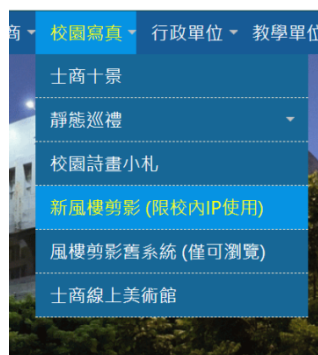 商 校園寫真 行政單位 教學單位
士商十景
靜態巡禮
校園詩畫小札
新風樓剪影 (限校內IP使用)
風樓剪影舊系統 (僅可瀏覽)
士商線上美術館